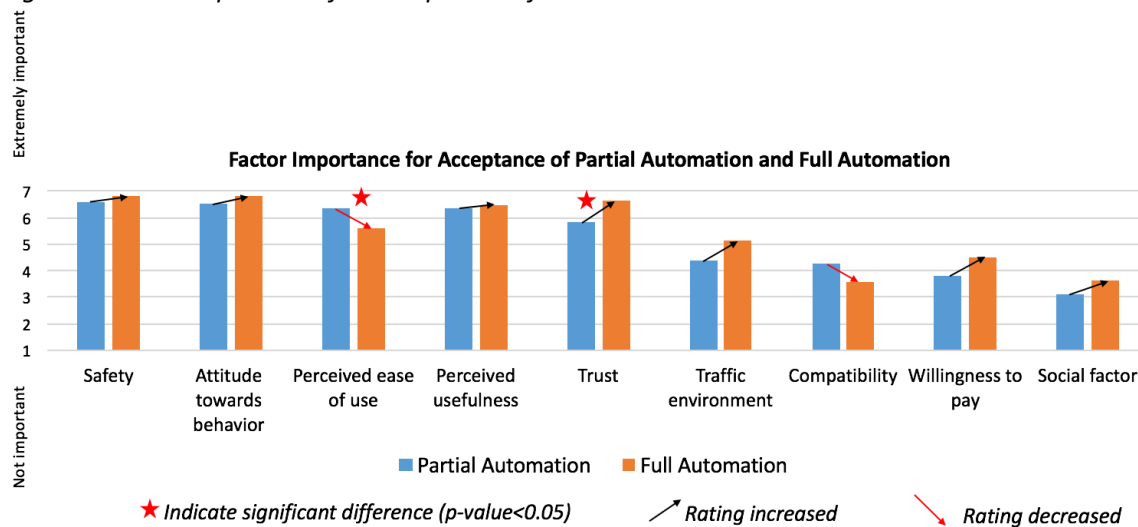 Extremely important
Factor Importance for Acceptance of Partial Automation and Full Automation
7
6
5
4
3
2
1
Safety
Attitude
towards
behavior
Perceived ease
of use
Perceived
usefulness
Trust
Traffic
environment
Compatibility
Willingness to
pay
Social factor
Not important
Partial Automation
Full Automation
Indicate significant difference (p-value<0.05)
Rating increased
Rating decreased